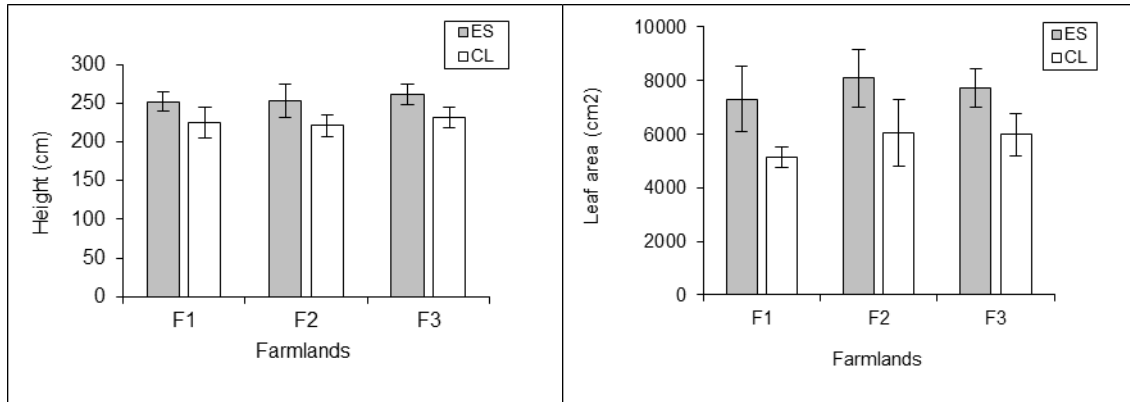 ES
CL
300
250
200
150
100
50
0
Height (cm)
F1 F2 F3
Farmlands
ES
CL
10000
8000
6000
4000
2000
0
Leaf area (cm2)
F1 F2 F3
Farmlands